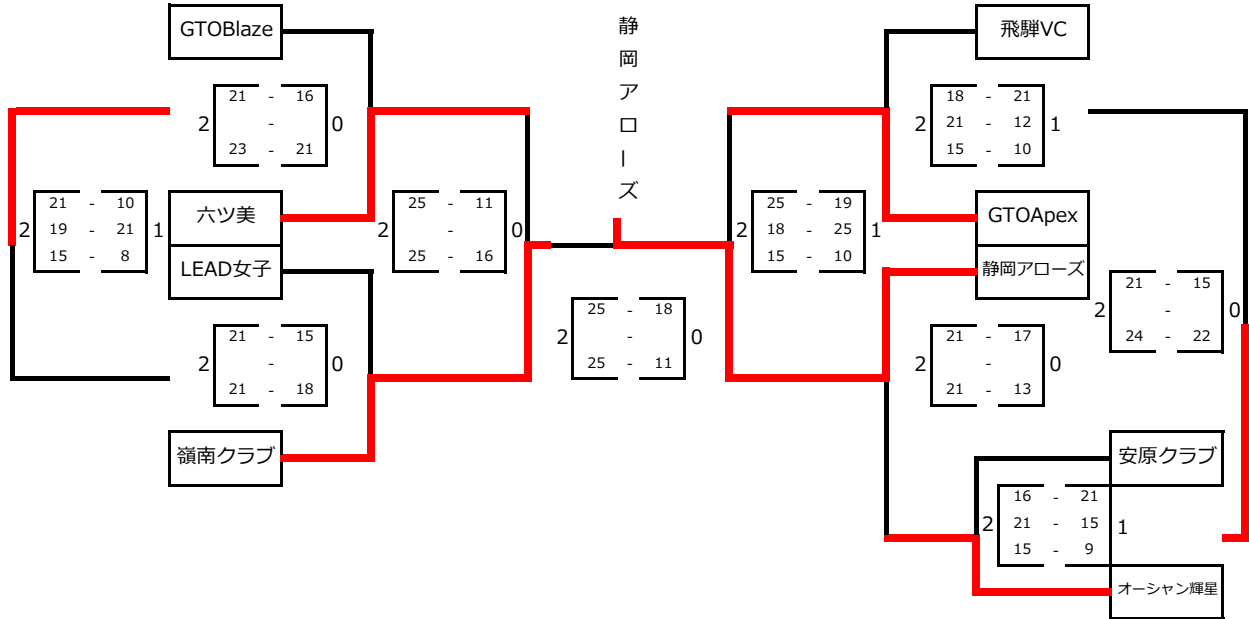 静岡アローズ
GTOBlaze
飛騨VC
21 - 16
2 - 0
23 - 21
18 - 21
2 21 - 12 1
15 - 10
21 - 10
2 19 - 21 1
15 - 8
六ツ美
LEAD女子
25 - 11
2 - 0
25 - 16
25 - 19
2 18 - 25 1
15 - 10
GTOApex
静岡アローズ
21 - 15
2 - 0
24 - 22
25 - 18
2 - 0
25 - 11
21 - 15
2 - 0
21 - 18
21 - 17
2 - 0
21 - 13
嶺南クラブ
安原クラブ
16 - 21
2 21 - 15 1
15 - 9
オーシャン輝星